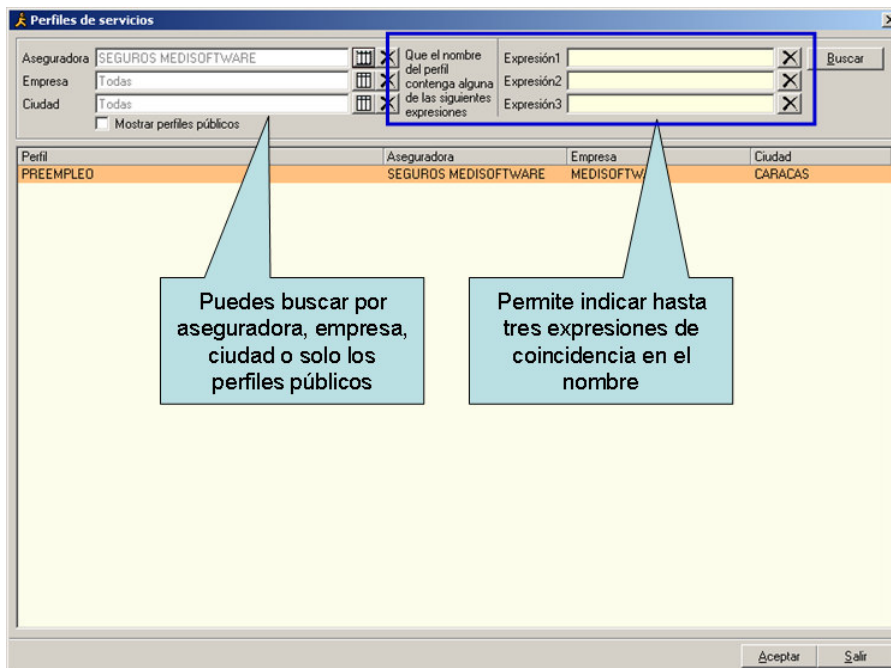 Perfiles de servicios
Aseguradora SEGUROS MEDISOFTWARE
Empresa Todas
Ciudad Todas
Mostrar perfiles públicos
Que el nombre
del perfil
contenga alguna
de las siguientes
expresiones
Expresión1
Expresión2
Expresión3
Buscar
Perfil Aseguradora Empresa Ciudad
PREEMPLEO SEGUROS MEDISOFTWARE MEDISOFTW CARACAS
Puedes buscar por
aseguradora, empresa,
ciudad o solo los
perfiles públicos
Permite indicar hasta
tres expresiones de
coincidencia en el
nombre
Aceptar Salir